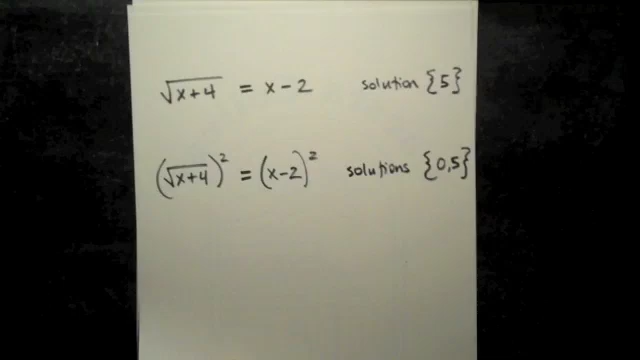 √x+4 = x-2 solution {5}
(√x+4)² = (x-2)² solutions {0,5}